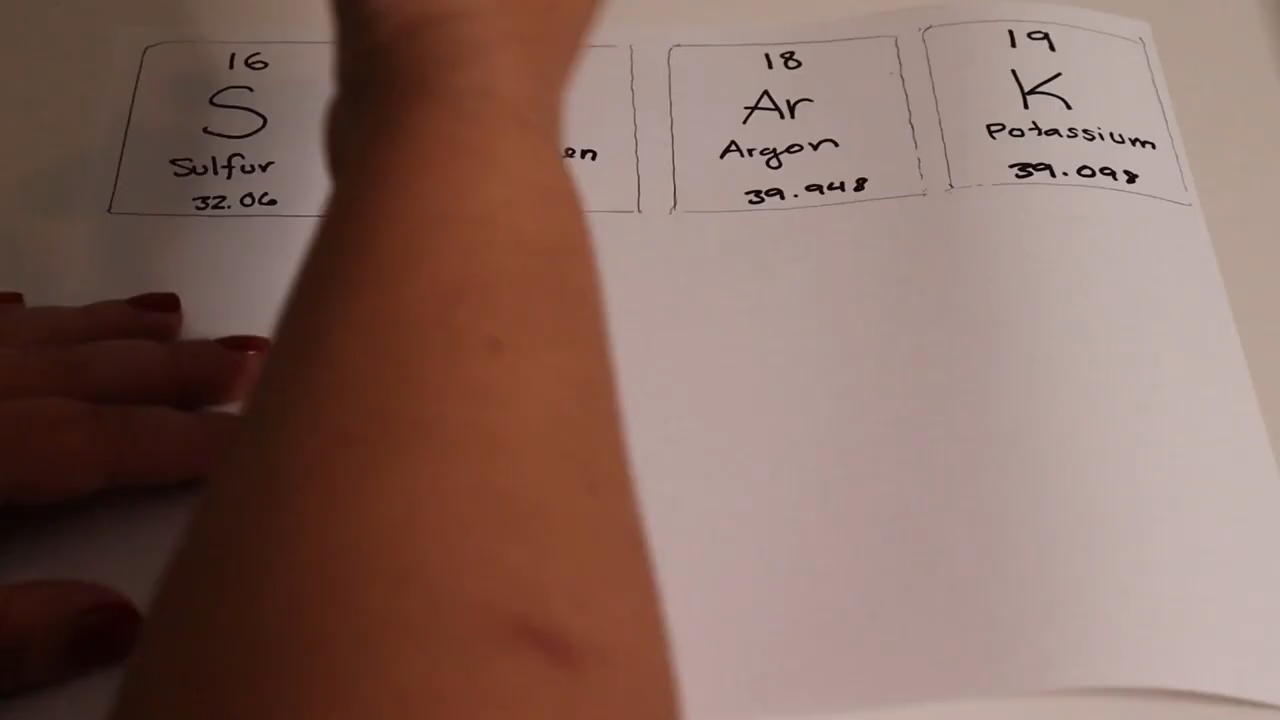 16
S
Sulfur
32.06
en
18
Ar
Argon
39.948
19
K
Potassium
39.098